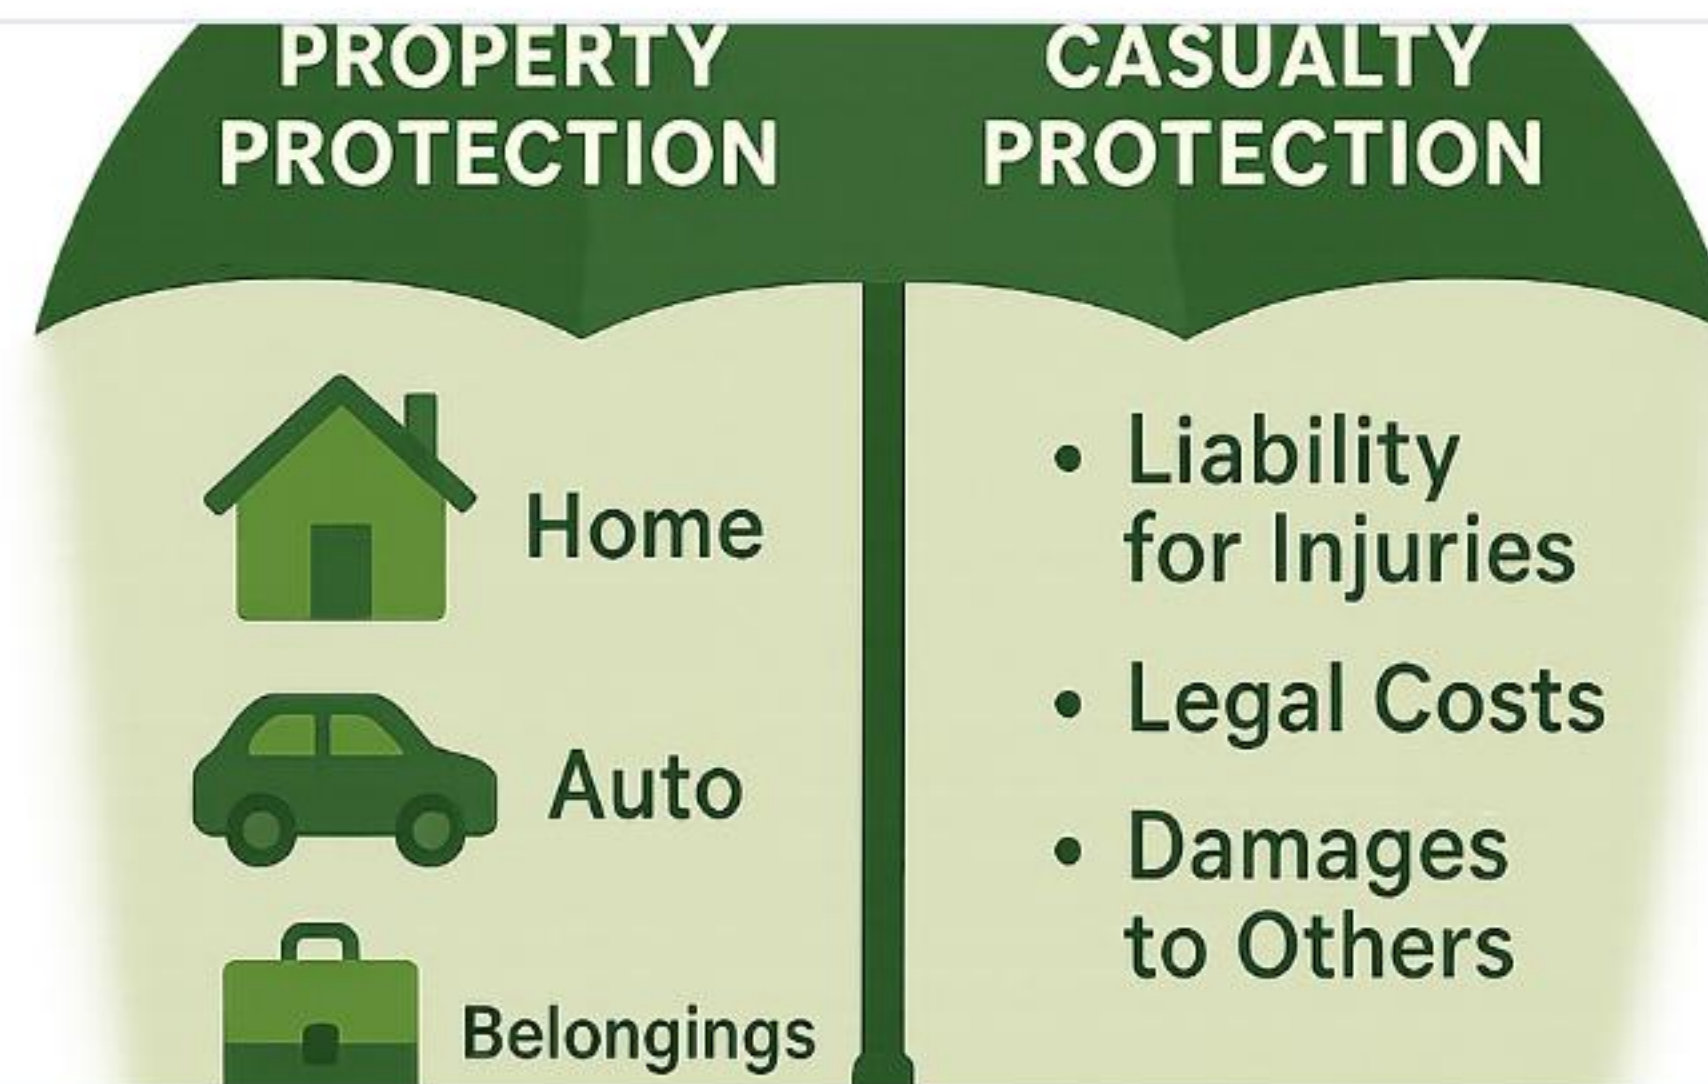 PROPERTY
PROTECTION
Home
Auto
Belongings
CASUALTY
PROTECTION
• Liability
for Injuries
• Legal Costs
• Damages
to Others